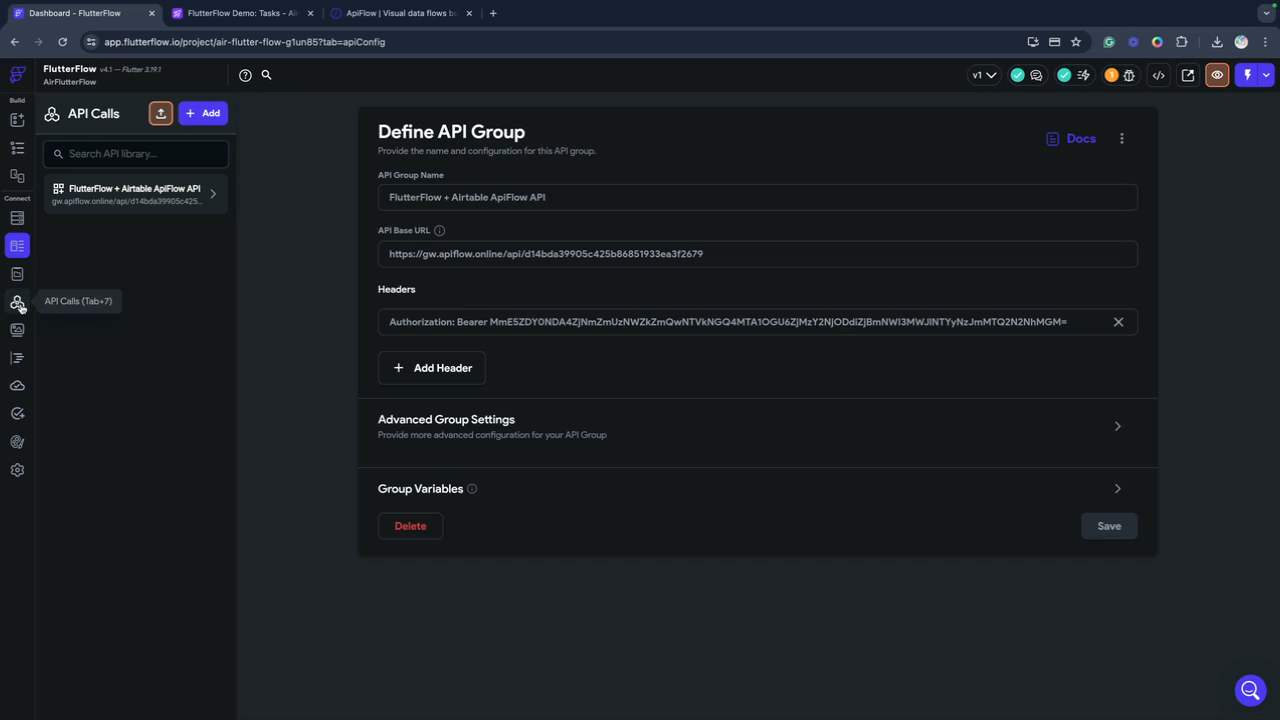 Dashboard - FlutterFlow
FlutterFlow Demo: Tasks - Ai
ApiFlow | Visual data flows bu
app.flutterflow.io/project/air-flutter-flow-g1un85?tab=apiConfig
FlutterFlow v4.1 - Flutter 3.19.1
AirFlutterFlow
v1
1
Build
API Calls
Add
Docs
Define API Group
Provide the name and configuration for this API group.
Search API library...
API Group Name
FlutterFlow + Airtable ApiFlow API
gw.apiflow.online/api/d14bda39905c425...
FlutterFlow + Airtable ApiFlow API
Connect
API Base URL
https://gw.apiflow.online/api/d14bda39905c425b86851933ea3f2679
Headers
API Calls (Tab+7)
Add Header
Advanced Group Settings
Provide more advanced configuration for your API Group
Group Variables
Delete
Save